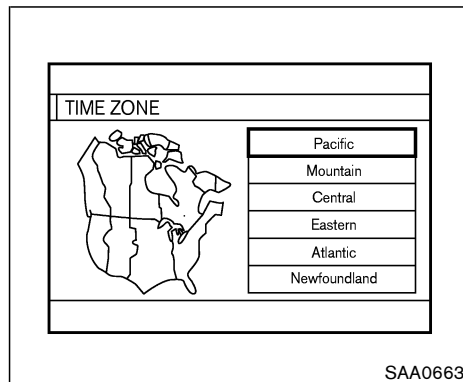 TIME ZONE
Pacific
Mountain
Central
Eastern
Atlantic
Newfoundland
SAA0663